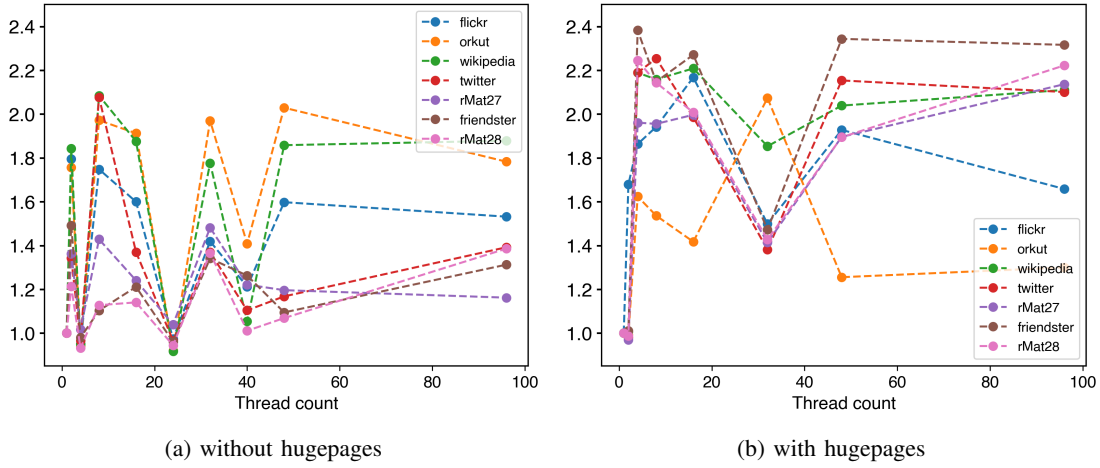 2.4
2.2
2.0
1.8
1.6
1.4
1.2
1.0
0
20
40
60
80
100
Thread count
flickr
orkut
wikipedia
twitter
rMat27
friendster
rMat28
(a) without hugepages
2.4
2.2
2.0
1.8
1.6
1.4
1.2
1.0
0
20
40
60
80
100
Thread count
flickr
orkut
wikipedia
twitter
rMat27
friendster
rMat28
(b) with hugepages